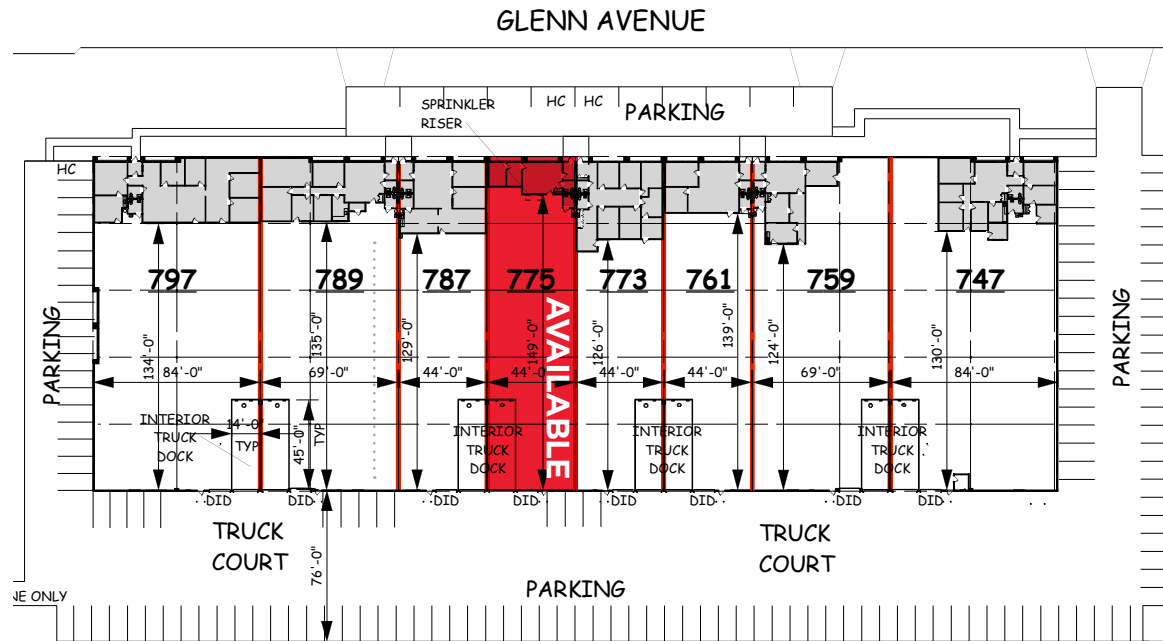 GLENN AVENUE
SPRINKLER
RISER
HC HC
PARKING
HC
797
789
787
775
773
761
759
747
AVAILABLE
134'-0"
135'-0"
129'-0"
149'-0"
126'-0"
139'-0"
124'-0"
130'-0"
84'-0"
69'-0"
44'-0"
44'-0"
44'-0"
44'-0"
69'-0"
84'-0"
PARKING
PARKING
INTERIOR
TRUCK
DOCK
14'-0"
TYP
45'-0"
TYP
INTERIOR
TRUCK
DOCK
INTERIOR
TRUCK
DOCK
INTERIOR
TRUCK
DOCK
DID
DID
DID
DID
DID
DID
DID
DID
TRUCK
COURT
76'-0"
TRUCK
COURT
PARKING
NE ONLY